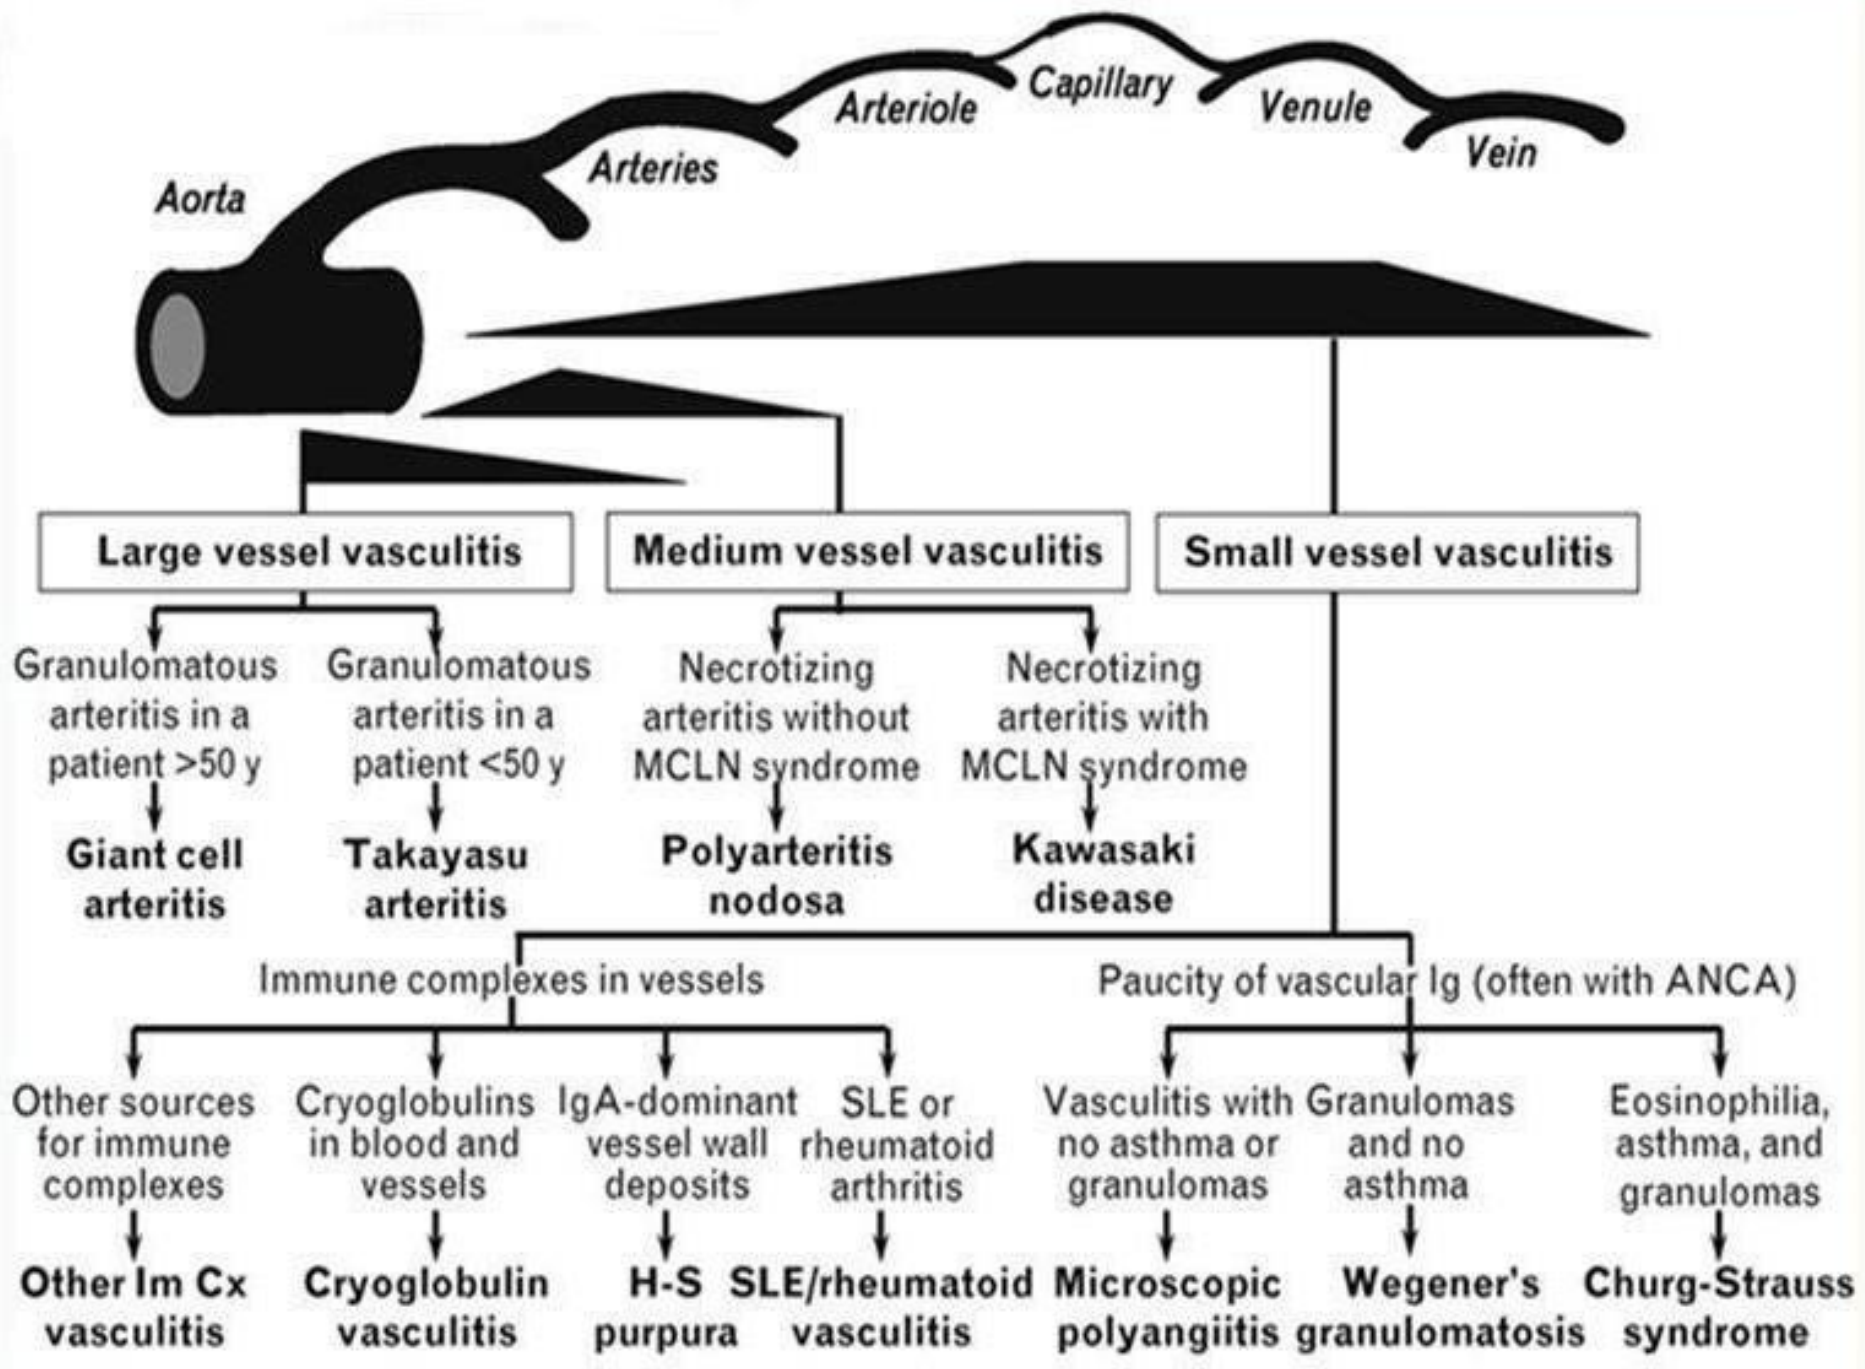 Aorta
Arteries
Arteriole
Capillary
Venule
Vein
Large vessel vasculitis
Medium vessel vasculitis
Small vessel vasculitis
Granulomatous
arteritis in a
patient >50 y
Giant cell
arteritis
Granulomatous
arteritis in a
patient <50 y
Takayasu
arteritis
Necrotizing
arteritis without
MCLN syndrome
Polyarteritis
nodosa
Necrotizing
arteritis with
MCLN syndrome
Kawasaki
disease
Immune complexes in vessels
Paucity of vascular Ig (often with ANCA)
Other sources
for immune
complexes
Other Im Cx
vasculitis
Cryoglobulins
in blood and
vessels
Cryoglobulin
vasculitis
IgA-dominant
vessel wall
deposits
H-S
purpura
SLE or
rheumatoid
arthritis
SLE/rheumatoid
vasculitis
Vasculitis with
no asthma or
granulomas
Microscopic
polyangiitis
Granulomas
and no
asthma
Wegener's
granulomatosis
Eosinophilia,
asthma, and
granulomas
Churg-Strauss
syndrome